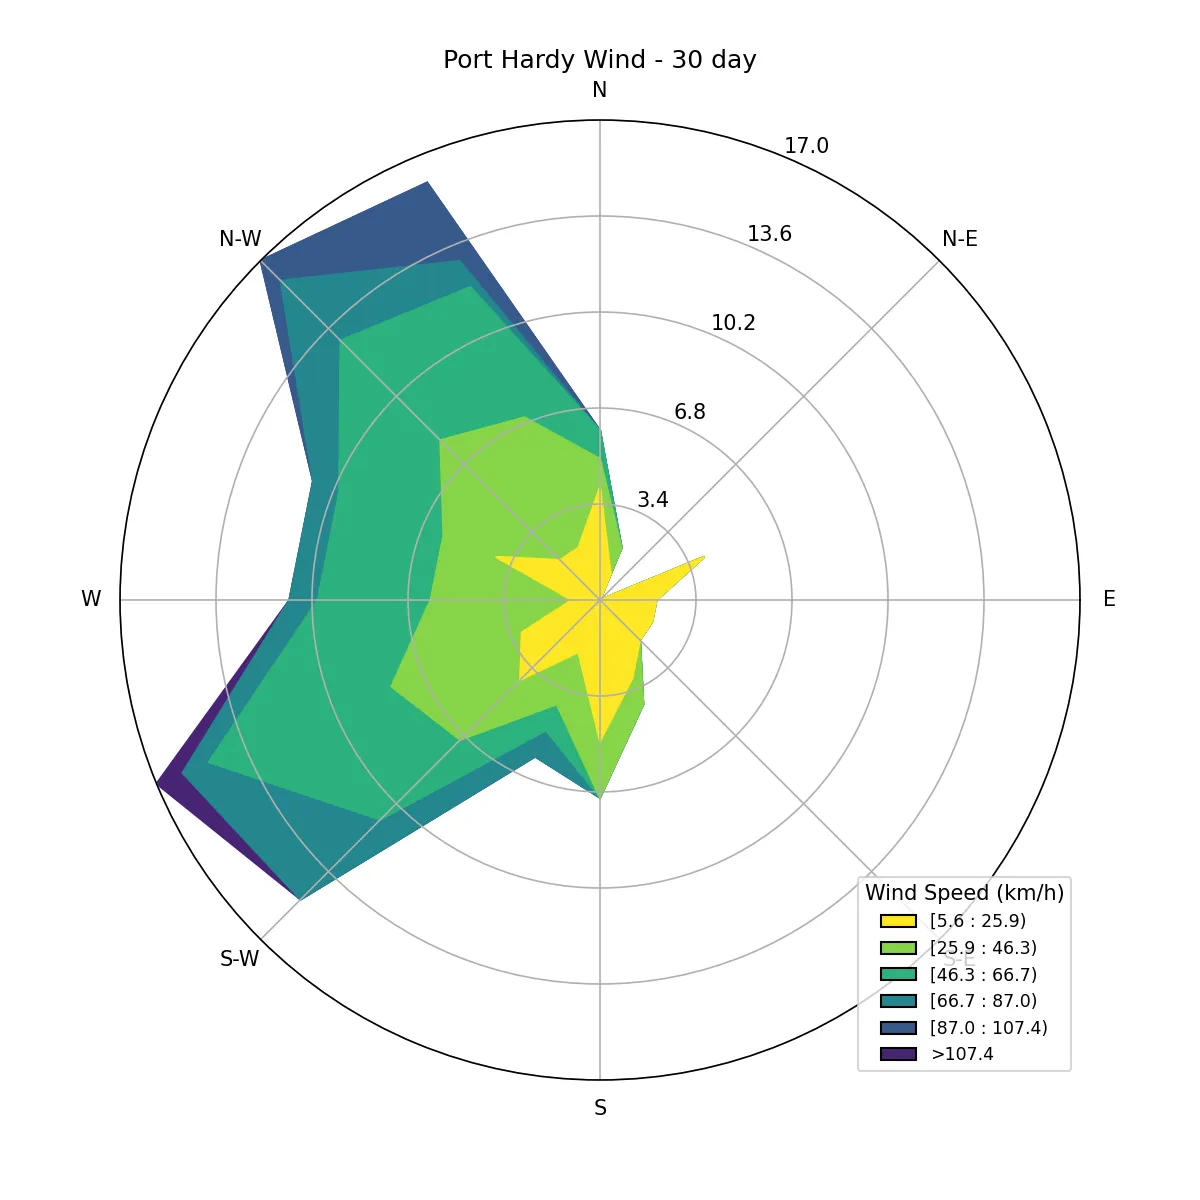 Port Hardy Wind - 30 day
N
17.0
N-W
N-E
13.6
10.2
6.8
3.4
W
E
S-W
S-E
S
Wind Speed (km/h)
[5.6 : 25.9)
[25.9 : 46.3)
[46.3 : 66.7)
[66.7 : 87.0)
[87.0 : 107.4)
>107.4